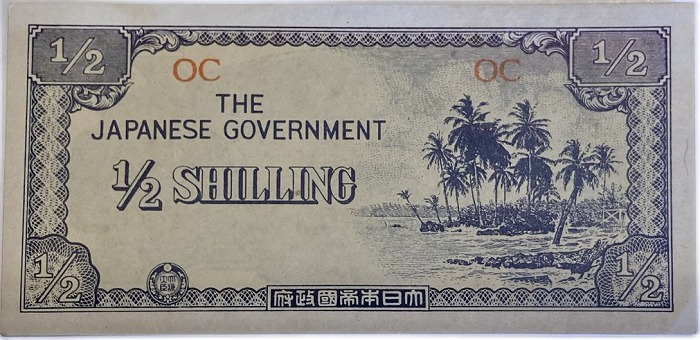 1/2
1/2
OC
OC
THE
JAPANESE GOVERNMENT
1/2 SHILLING
1/2
1/2
大日本帝國政府